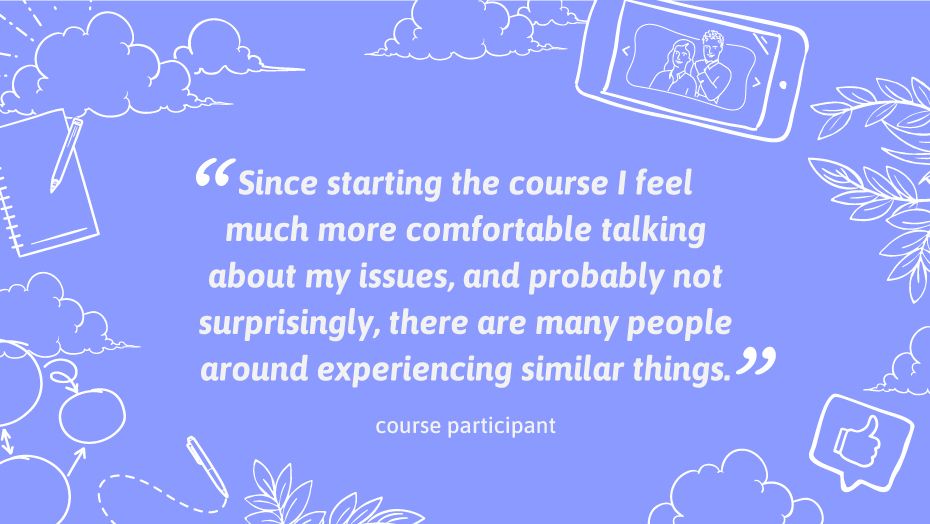 “Since starting the course I feel
much more comfortable talking
about my issues, and probably not
surprisingly, there are many people
around experiencing similar things.”
course participant